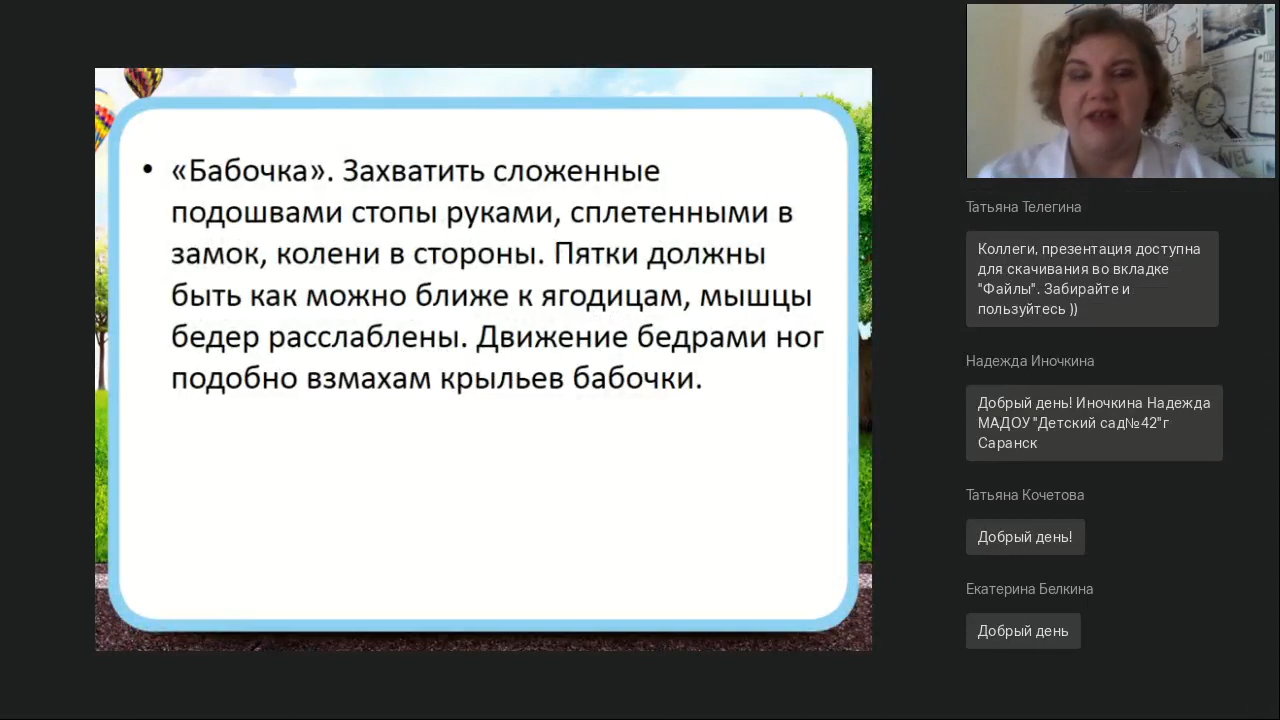 • «Бабочка». Захватить сложенные
подошвами стопы руками, сплетенными в
замок, колени в стороны. Пятки должны
быть как можно ближе к ягодицам, мышцы
бедер расслаблены. Движение бедрами ног
подобно взмахам крыльев бабочки.
Татьяна Телегина
Коллеги, презентация доступна
для скачивания во вкладке
"Файлы". Забирайте и
пользуйтесь ))
Надежда Иночкина
Добрый день! Иночкина Надежда
МАДОУ "Детский сад№42"г
Саранск
Татьяна Кочетова
Добрый день!
Екатерина Белкина
Добрый день